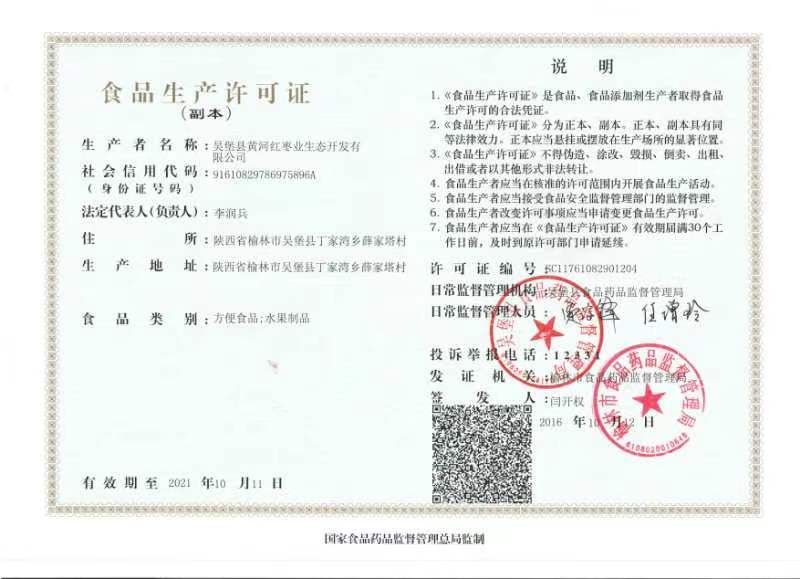 食品生产许可证
(副本)
生产者名称:吴堡县黄河红枣业生态开发有
限公司
社会信用代码:91610829786975896A
(身份证号码)
法定代表人(负责人):李润兵
住所:陕西省榆林市吴堡县丁家湾乡薛家塔村
生产地址:陕西省榆林市吴堡县丁家湾乡薛家塔村
食品类别:方便食品;水果制品
有效期至 2021 年10 月11 日
说明
1.《食品生产许可证》是食品、食品添加剂生产者取得食品
生产许可的合法凭证。
2.《食品生产许可证》分为正本、副本。正本、副本具有同
等法律效力。正本应当悬挂或摆放在生产场所的显著位置。
3.《食品生产许可证》不得伪造、涂改、毁损、倒卖、出租、
出借或者以其他形式非法转让。
4. 食品生产者应当在核准的许可范围内开展食品生产活动。
5. 食品生产者应当接受食品安全监督管理部门的监督管理。
6. 食品生产者改变许可事项应当申请变更食品生产许可。
7. 食品生产者应当在《食品生产许可证》有效期届满30个工
作日前,及时到原许可部门申请延续。
许可证编号:SC11761082901204
日常监督管理机构:吴堡县食品药品监督管理局
日常监督管理人员:
投诉举报电话:12331
发证机关:榆林市食品药品监督管理局
签发人:闫开权
2016 年10 月12 日
吴堡县食品药品监督管理局
榆林市食品药品监督管理局
6108020010648
国家食品药品监督管理总局监制